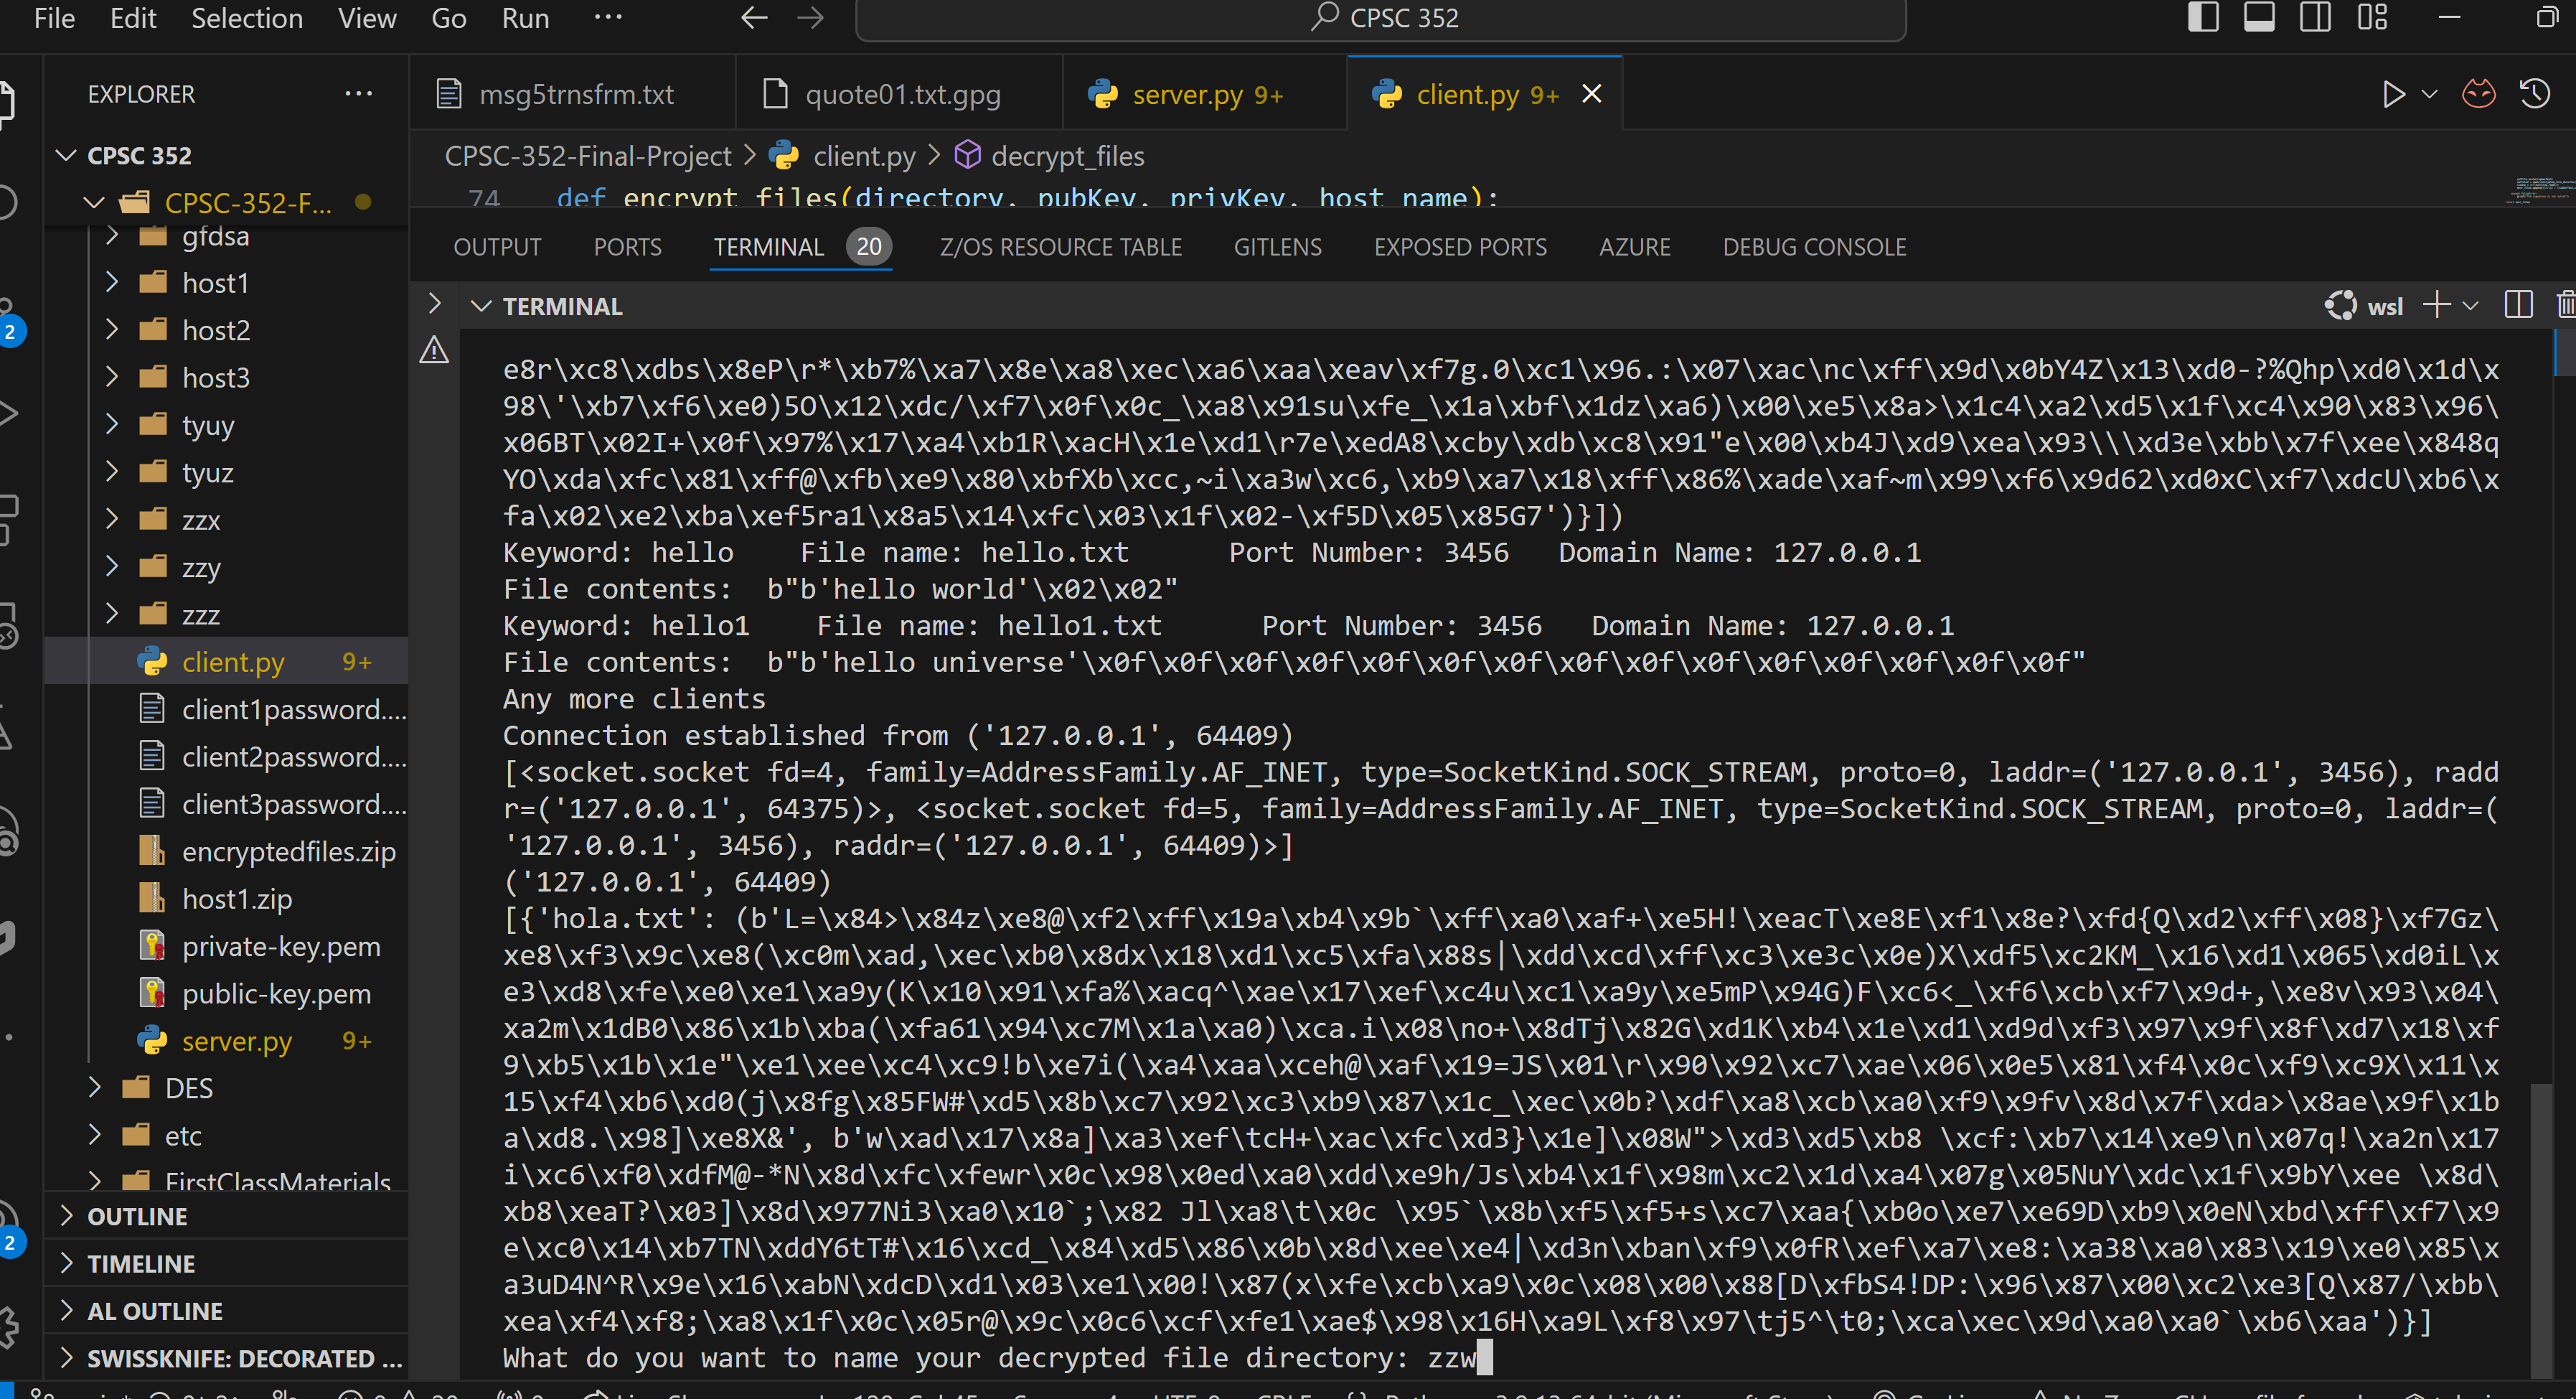 File Edit Selection View Go Run ··· CPSC 352
EXPLORER ···
CPSC 352
CPSC-352-F...
gfdsa
host1
host2
host3
tyuy
tyuz
zzx
zzy
zzz
client.py 9+
client1password....
client2password....
client3password....
encryptedfiles.zip
host1.zip
private-key.pem
public-key.pem
server.py 9+
DES
etc
FirstClassMaterials
OUTLINE
TIMELINE
AL OUTLINE
SWISSKNIFE: DECORATED ...
2
2
msg5trnsfrm.txt quote01.txt.gpg server.py 9+ client.py 9+
CPSC-352-Final-Project > client.py > decrypt_files
74 def encrypt_files(directory, pubKey, privKey, host_name):
OUTPUT PORTS TERMINAL 20 Z/OS RESOURCE TABLE GITLENS EXPOSED PORTS AZURE DEBUG CONSOLE
TERMINAL wsl
e8r\xc8\xdbs\x8eP\r*\xb7%\xa7\x8e\xa8\xec\xa6\xaa\xeav\xf7g.0\xc1\x96.:\x07\xac\nc\xff\x9d\x0bY4Z\x13\xd0-?%Qhp\xd0\x1d\x
98\'\xb7\xf6\xe0)5O\x12\xdc/\xf7\x0f\x0c_\xa8\x91su\xfe_\x1a\xbf\x1dz\xa6)\x00\xe5\x8a>\x1c4\xa2\xd5\x1f\xc4\x90\x83\x96\
x06BT\x02I+\x0f\x97%\x17\xa4\xb1R\xacH\x1e\xd1\r7e\xedA8\xcby\xdb\xc8\x91"e\x00\xb4J\xd9\xea\x93\\\xd3e\xbb\x7f\xee\x848q
YO\xda\xfc\x81\xff@\xfb\xe9\x80\xbfXb\xcc,~i\xa3w\xc6,\xb9\xa7\x18\xff\x86%\xade\xaf~m\x99\xf6\x9d62\xd0xC\xf7\xdcU\xb6\x
fa\x02\xe2\xba\xef5ra1\x8a5\x14\xfc\x03\x1f\x02-\xf5D\x05\x85G7')}])
Keyword: hello File name: hello.txt Port Number: 3456 Domain Name: 127.0.0.1
File contents: b"b'hello world'\x02\x02"
Keyword: hello1 File name: hello1.txt Port Number: 3456 Domain Name: 127.0.0.1
File contents: b"b'hello universe'\x0f\x0f\x0f\x0f\x0f\x0f\x0f\x0f\x0f\x0f\x0f\x0f\x0f\x0f\x0f"
Any more clients
Connection established from ('127.0.0.1', 64409)
[<socket.socket fd=4, family=AddressFamily.AF_INET, type=SocketKind.SOCK_STREAM, proto=0, laddr=('127.0.0.1', 3456), radd
r=('127.0.0.1', 64375)>, <socket.socket fd=5, family=AddressFamily.AF_INET, type=SocketKind.SOCK_STREAM, proto=0, laddr=(
'127.0.0.1', 3456), raddr=('127.0.0.1', 64409)>]
('127.0.0.1', 64409)
[{'hola.txt': (b'L=\x84>\x84z\xe8@\xf2\xff\x19a\xb4\x9b`\xff\xa0\xaf+\xe5H!\xeacT\xe8E\xf1\x8e?\xfd{Q\xd2\xff\x08}\xf7Gz\
xe8\xf3\x9c\xe8(\xc0m\xad,\xec\xb0\x8dx\x18\xd1\xc5\xfa\x88s|\xdd\xcd\xff\xc3\xe3c\x0e)X\xdf5\xc2KM_\x16\xd1\x065\xd0iL\x
e3\xd8\xfe\xe0\xe1\xa9y(K\x10\x91\xfa%\xacq^\xae\x17\xef\xc4u\xc1\xa9y\xe5mP\x94G)F\xc6<_\xf6\xcb\xf7\x9d+,\xe8v\x93\x04\
xa2m\x1dB0\x86\x1b\xba(\xfa61\x94\xc7M\x1a\xa0)\xca.i\x08\no+\x8dTj\x82G\xd1K\xb4\x1e\xd1\xd9d\xf3\x97\x9f\x8f\xd7\x18\xf
9\xb5\x1b\x1e"\xe1\xee\xc4\xc9!b\xe7i(\xa4\xaa\xceh@\xaf\x19=JS\x01\r\x90\x92\xc7\xae\x06\x0e5\x81\xf4\x0c\xf9\xc9X\x11\x
15\xf4\xb6\xd0(j\x8fg\x85FW#\xd5\x8b\xc7\x92\xc3\xb9\x87\x1c_\xec\x0b?\xdf\xa8\xcb\xa0\xf9\x9fv\x8d\x7f\xda>\x8ae\x9f\x1b
a\xd8.\x98]\xe8X&', b'w\xad\x17\x8a]\xa3\xef\tcH+\xac\xfc\xd3}\x1e]\x08W">\xd3\xd5\xb8 \xcf:\xb7\x14\xe9\n\x07q!\xa2n\x17
i\xc6\xf0\xdfM@-*N\x8d\xfc\xfewr\x0c\x98\x0ed\xa0\xdd\xe9h/Js\xb4\x1f\x98m\xc2\x1d\xa4\x07g\x05NuY\xdc\x1f\x9bY\xee \x8d\
xb8\xeaT?\x03]\x8d\x977Ni3\xa0\x10`;\x82 Jl\xa8\t\x0c \x95`\x8b\xf5\xf5+s\xc7\xaa{\xb0o\xe7\xe69D\xb9\x0eN\xbd\xff\xf7\x9
e\xc0\x14\xb7TN\xddY6tT#\x16\xcd_\x84\xd5\x86\x0b\x8d\xee\xe4|\xd3n\xban\xf9\x0fR\xef\xa7\xe8:\xa38\xa0\x83\x19\xe0\x85\x
a3uD4N^R\x9e\x16\xabN\xdcD\xd1\x03\xe1\x00!\x87(x\xfe\xcb\xa9\x0c\x08\x00\x88[D\xfbS4!DP:\x96\x87\x00\xc2\xe3[Q\x87/\xbb\
xea\xf4\xf8;\xa8\x1f\x0c\x05r@\x9c\x0c6\xcf\xfe1\xae$\x98\x16H\xa9L\xf8\x97\tj5^\t0;\xca\xec\x9d\xa0\xa0`\xb6\xaa')}]
What do you want to name your decrypted file directory: zzw